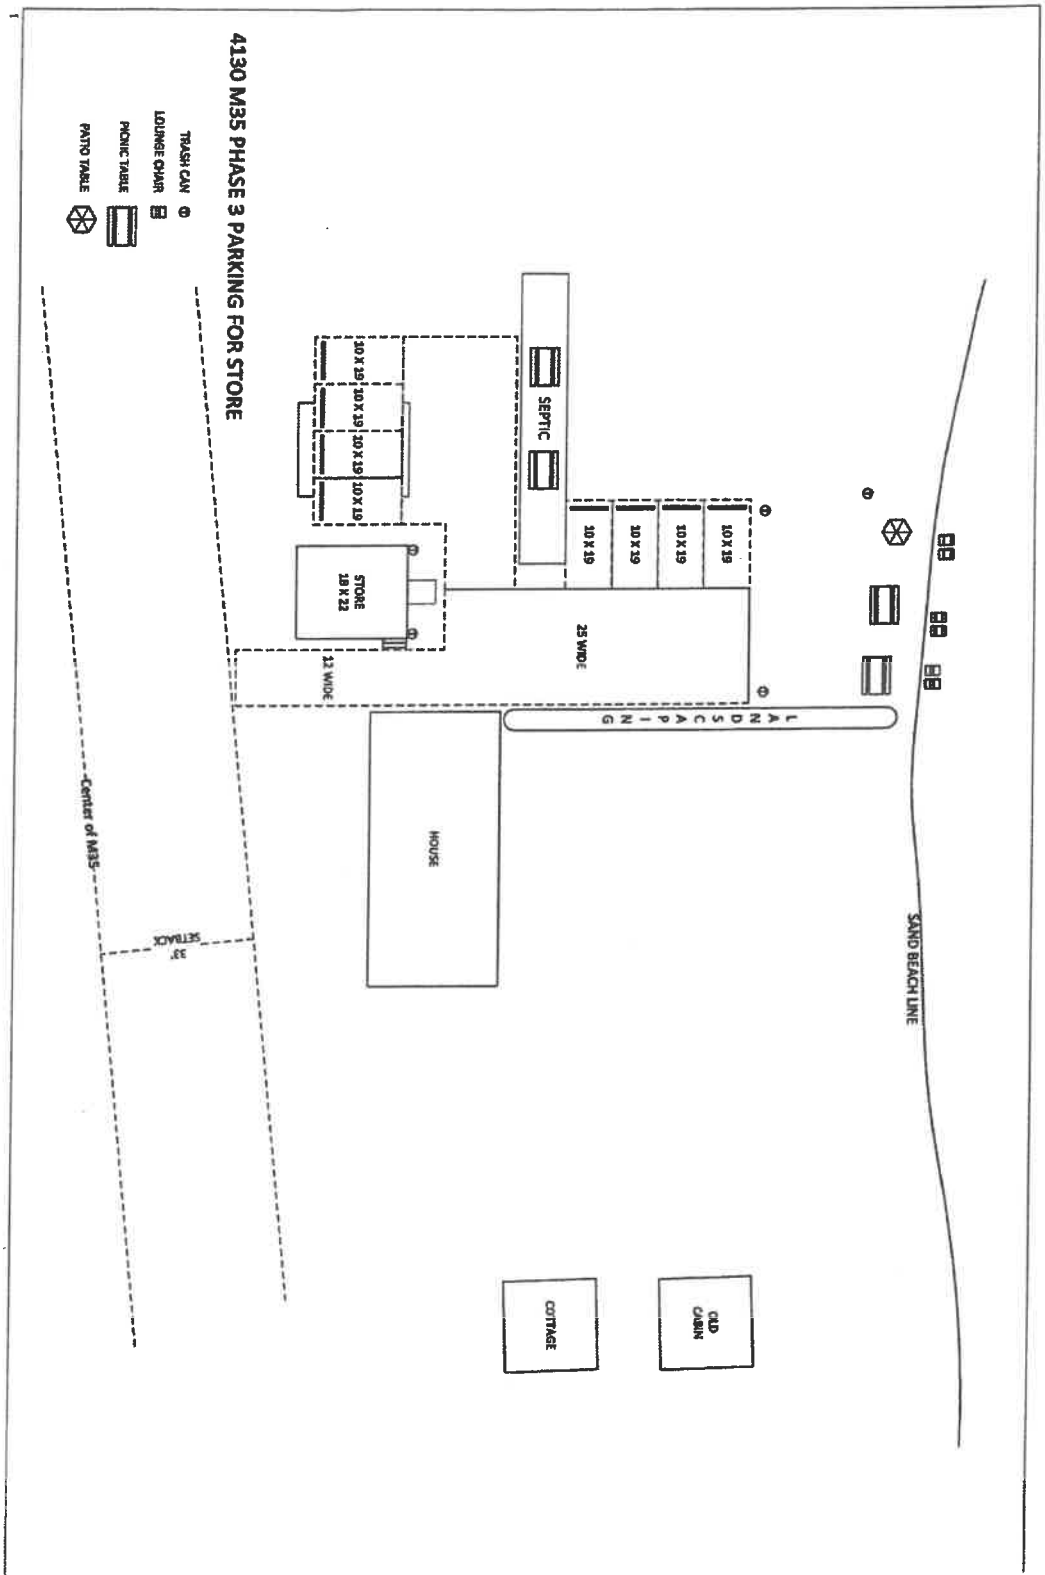 4130 M35 PHASE 3 PARKING FOR STORE
TRASH CAN
LOUNGE CHAIR
PICNIC TABLE
PATIO TABLE
SAND BEACH LINE
SEPTIC
10 X 19
10 X 19
10 X 19
10 X 19
10 X 19
10 X 19
10 X 19
10 X 19
STORE
18 X 22
25 WIDE
12 WIDE
LANDSCAPING
HOUSE
OLD
CABIN
COTTAGE
Center of M35
33'
SETBACK
1